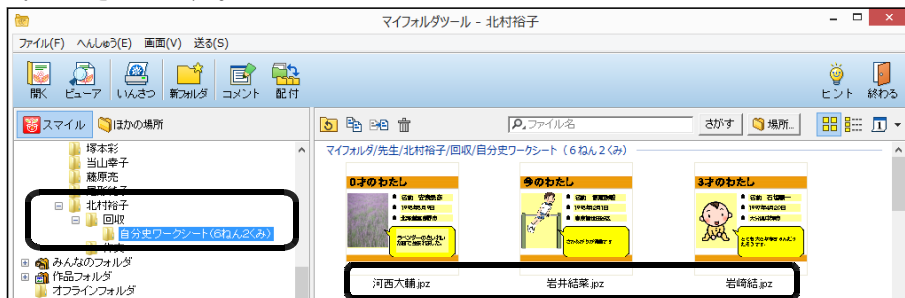 マイフォルダツール - 北村裕子
ファイル(F) へんしゅう(E) 画面(V) 送る(S)
開く ビューア いんさつ 新フォルダ コメント 配付 ヒント 終わる
スマイル ほかの場所 ファイル名 さがす 場所...
塚本彩
当山幸子
藤原亮
北村裕子
回収
自分史ワークシート(6ねん2くみ)
みんなのフォルダ
作品フォルダ
オフラインフォルダ
マイフォルダ/先生/北村裕子/回収/自分史ワークシート (6ねん2くみ)
0才のわたし
今のわたし
3才のわたし
河西大輔.jpz
岩井結菜.jpz
岩崎結.jpz